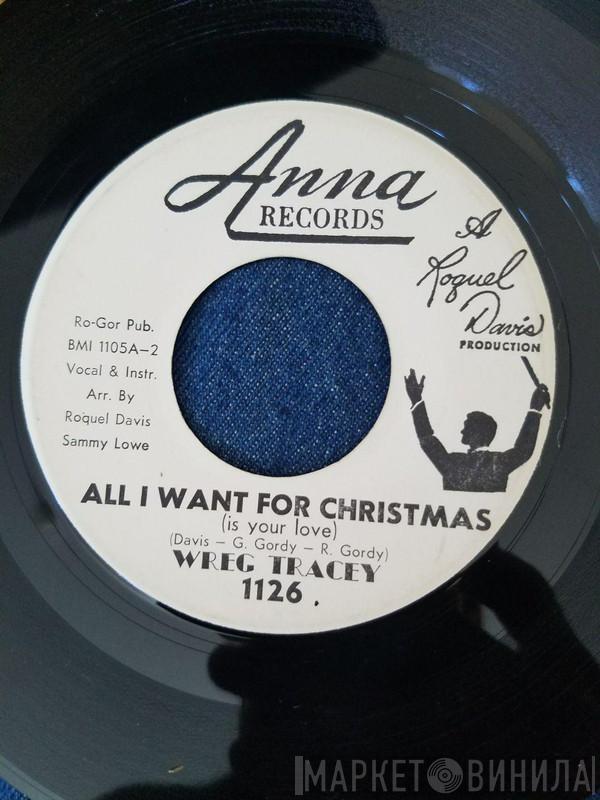 Anna
RECORDS
A
Roquel
Davis
PRODUCTION
Ro-Gor Pub.
BMI 1105A-2
Vocal & Instr.
Arr. By
Roquel Davis
Sammy Lowe
ALL I WANT FOR CHRISTMAS
(is your love)
(Davis - G. Gordy - R. Gordy)
WREG TRACEY
1126
МАРКЕТ ВИНИЛА